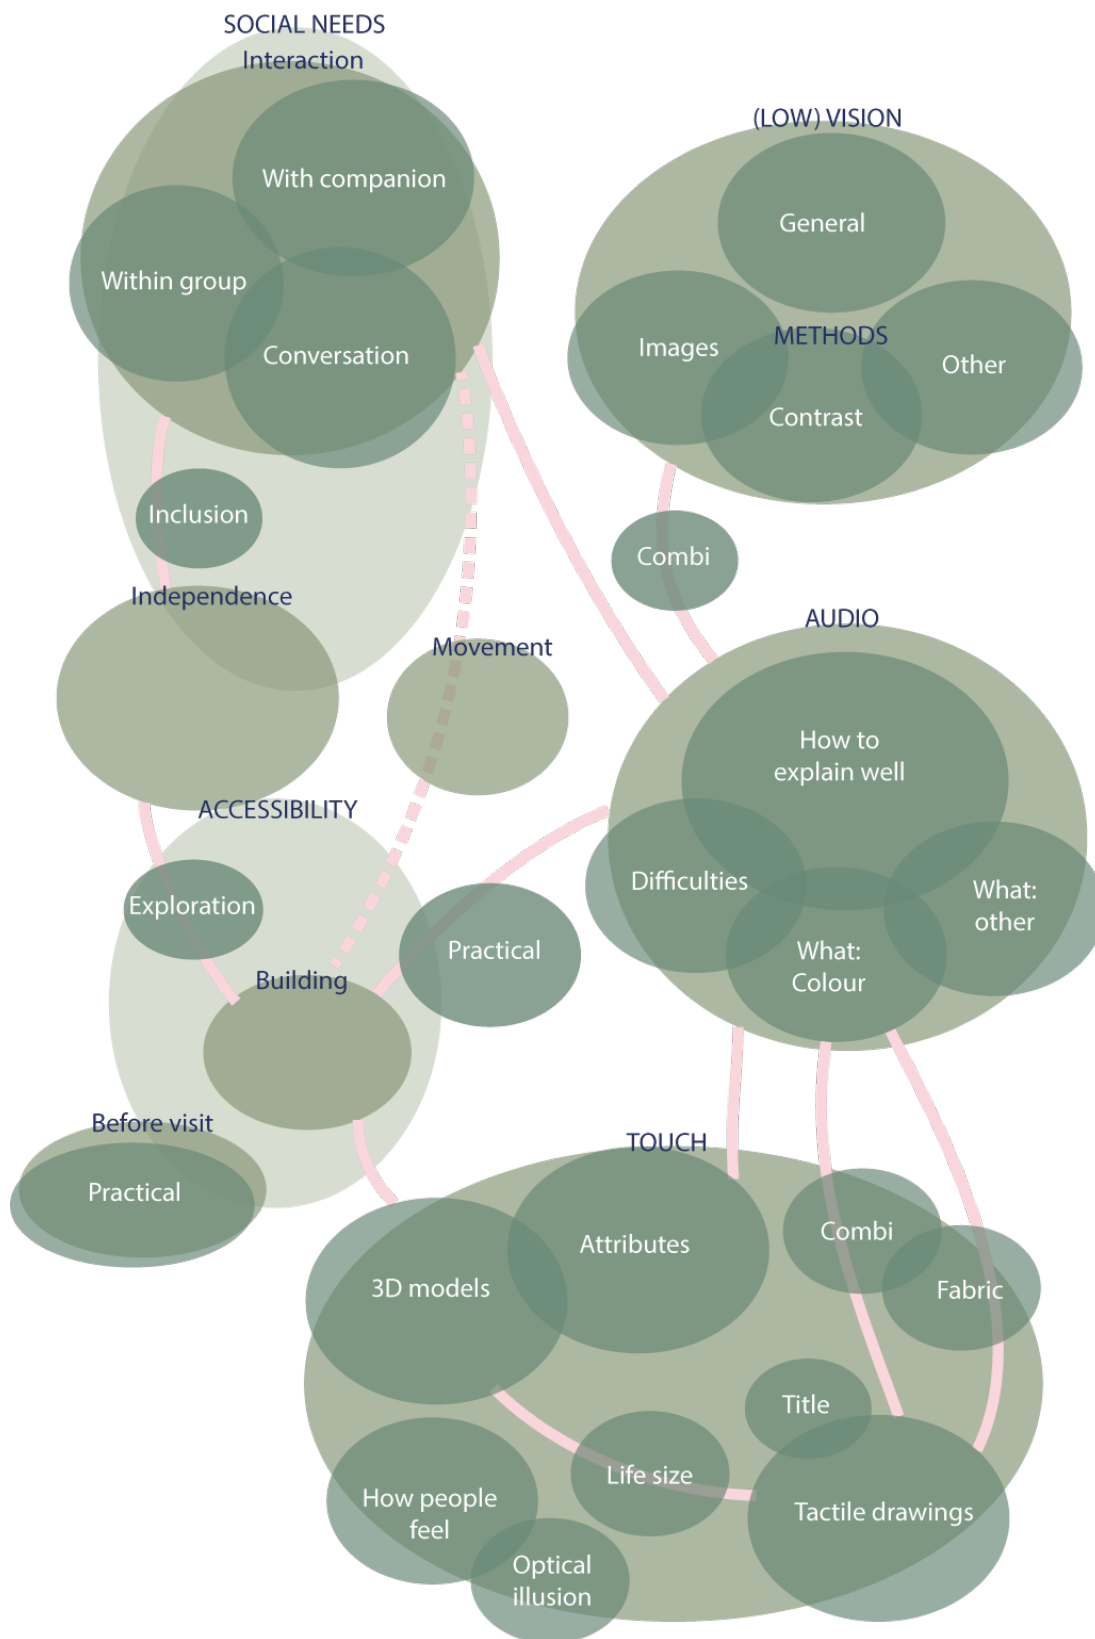 SOCIAL NEEDS
Interaction
With companion
Within group
Conversation
Inclusion
Independence
Movement
(LOW) VISION
General
METHODS
Images
Other
Contrast
Combi
AUDIO
How to
explain well
Difficulties
What:
other
What:
Colour
ACCESSIBILITY
Exploration
Practical
Building
Before visit
Practical
TOUCH
Attributes
Combi
3D models
Fabric
Title
Life size
How people
feel
Tactile drawings
Optical
illusion